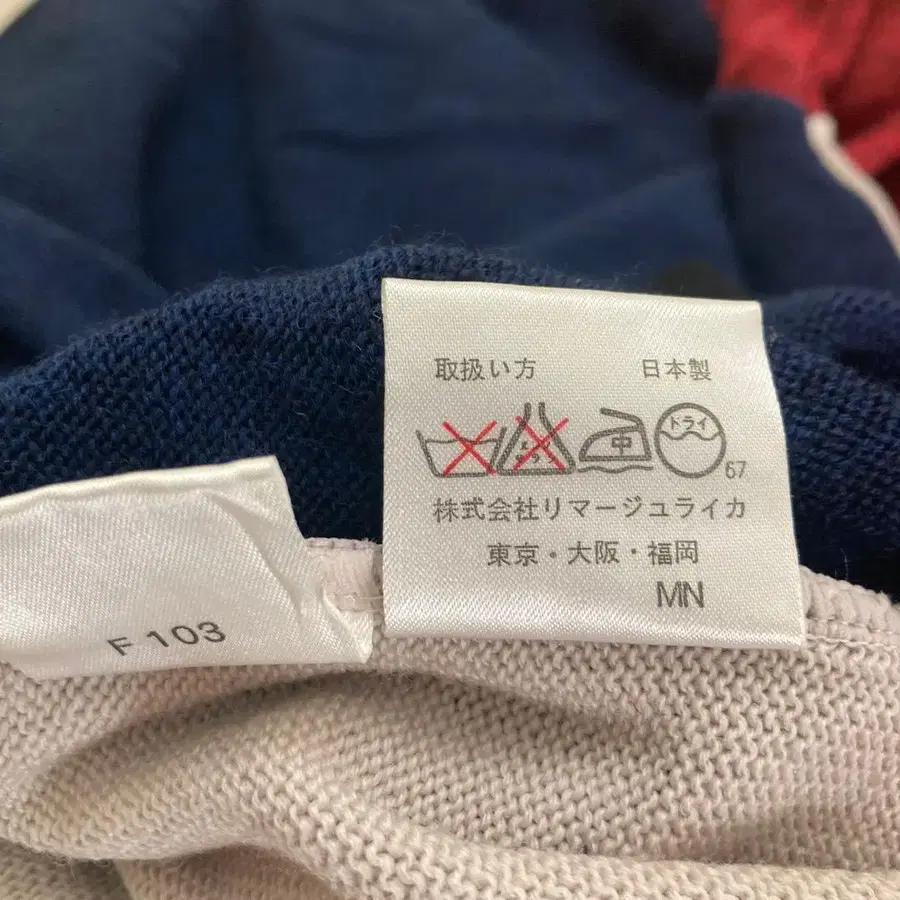 取扱い方 日本製
中 ドライ
67
株式会社リマージュライカ
東京・大阪・福岡
MN
F 103